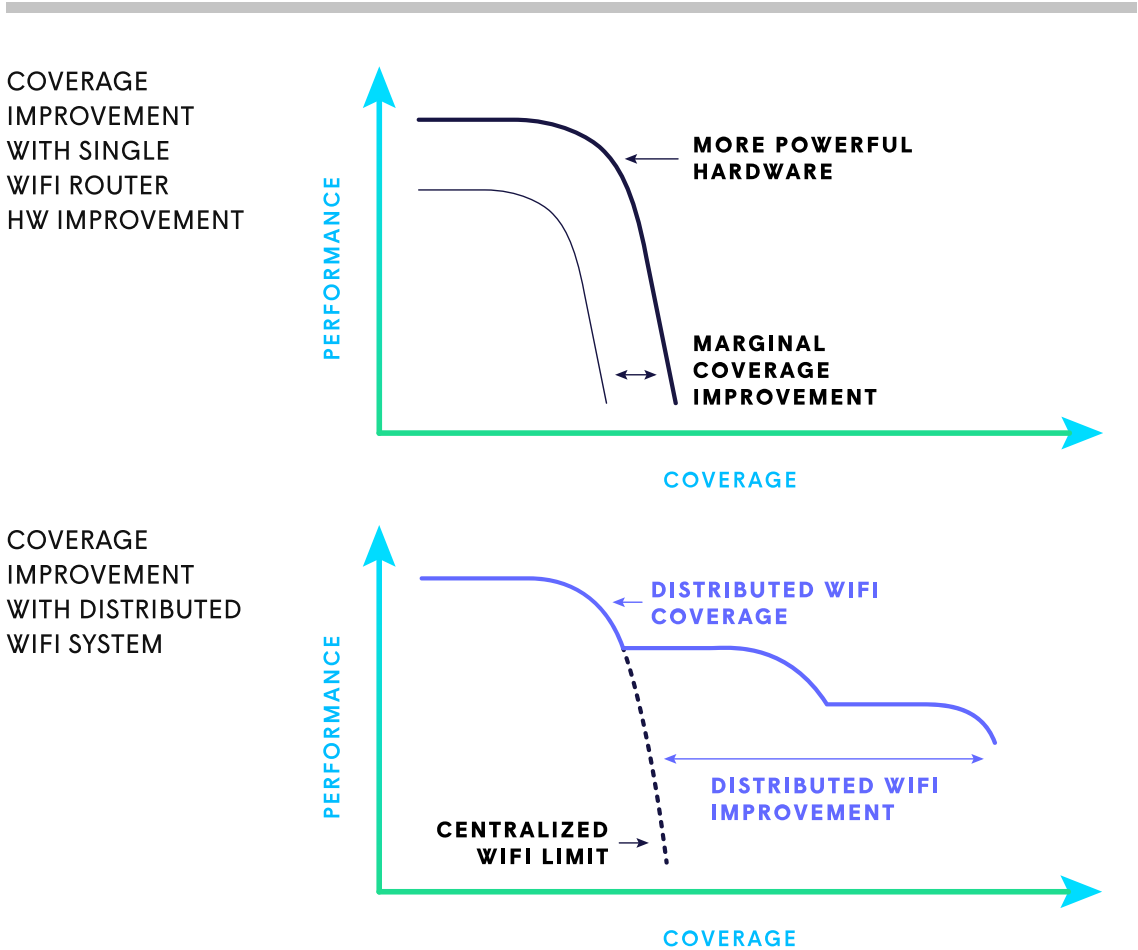 COVERAGE
IMPROVEMENT
WITH SINGLE
WIFI ROUTER
HW IMPROVEMENT
PERFORMANCE
MORE POWERFUL
HARDWARE
MARGINAL
COVERAGE
IMPROVEMENT
COVERAGE
COVERAGE
IMPROVEMENT
WITH DISTRIBUTED
WIFI SYSTEM
PERFORMANCE
DISTRIBUTED WIFI
COVERAGE
DISTRIBUTED WIFI
IMPROVEMENT
CENTRALIZED
WIFI LIMIT
COVERAGE